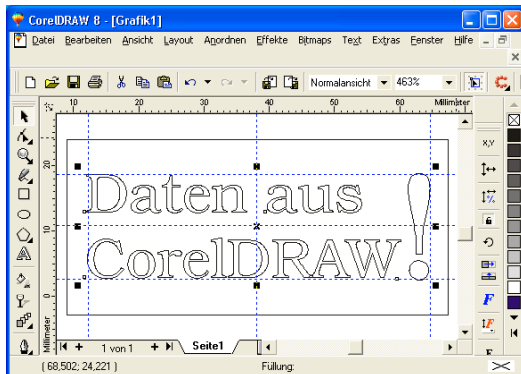 CorelDRAW 8 - [Grafik1]
Datei Bearbeiten Ansicht Layout Anordnen Effekte Bitmaps Text Extras Fenster Hilfe
Normalansicht 463%
10 20 30 40 50 60 Millimeter
20
10
0
Millimeter
Daten aus
CorelDRAW.!
x,y
F
F
F
1 von 1 Seite1
( 68,502; 24,221 ) Füllung: